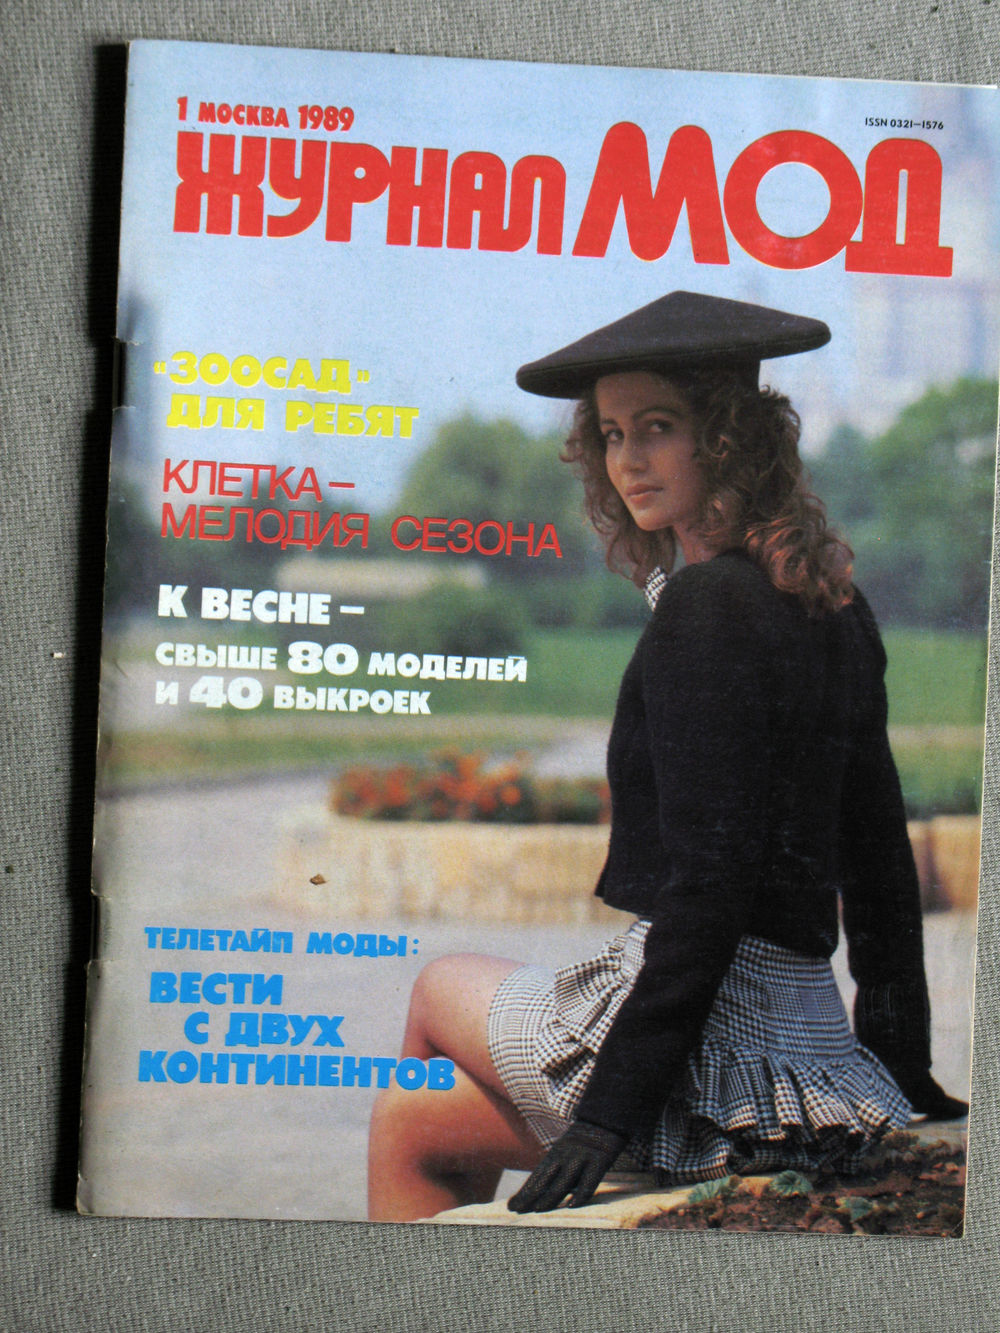 1 МОСКВА 1989
ISSN 0321—1576
ЖУРНАЛ МОД
„ЗООСАД"
ДЛЯ РЕБЯТ
КЛЕТКА —
МЕЛОДИЯ СЕЗОНА
К ВЕСНЕ —
СВЫШЕ 80 МОДЕЛЕЙ
И 40 ВЫКРОЕК
ТЕЛЕТАЙП МОДЫ:
ВЕСТИ
С ДВУХ
КОНТИНЕНТОВ